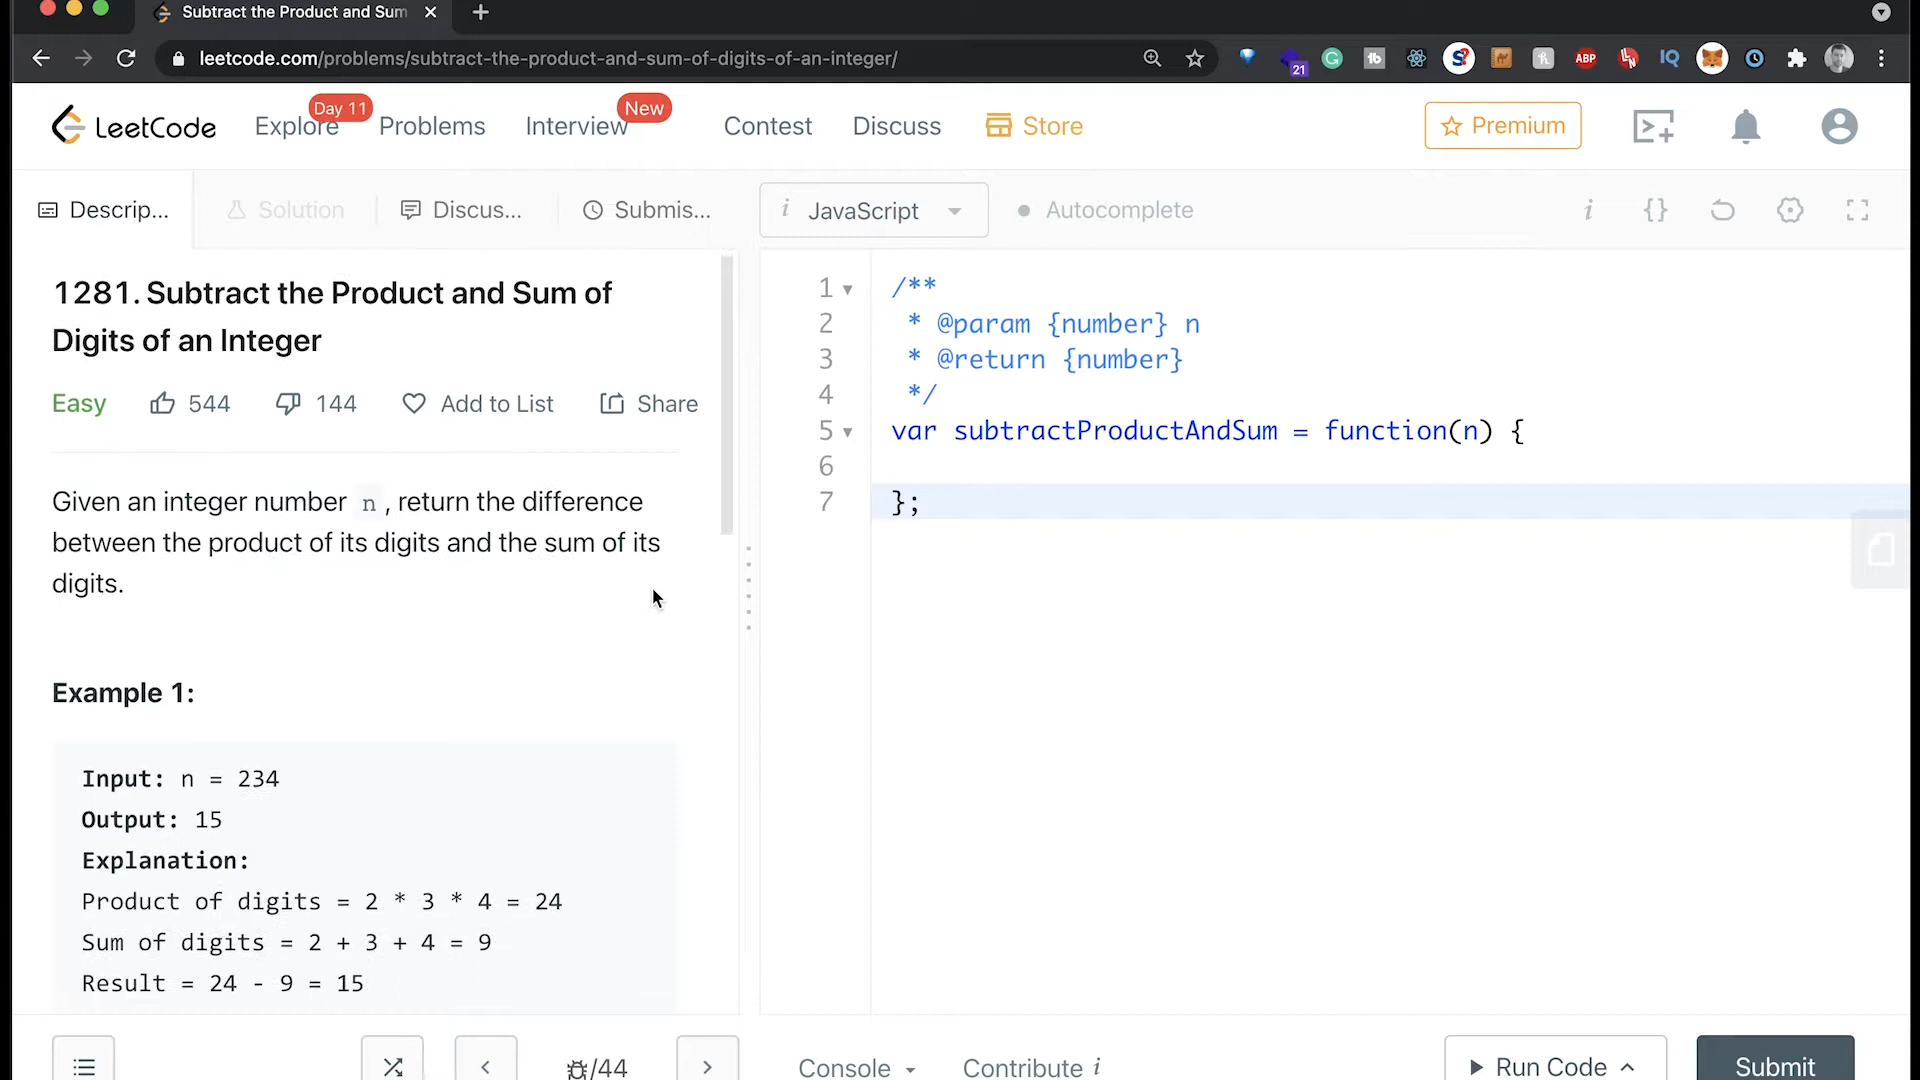 Subtract the Product and Sum
leetcode.com/problems/subtract-the-product-and-sum-of-digits-of-an-integer/
21
ABP
IQ
LeetCode
Explore
Day 11
Problems
Interview
New
Contest
Discuss
Store
Premium
Descrip...
Solution
Discus...
Submis...
i JavaScript
Autocomplete
i {}
1281. Subtract the Product and Sum of
Digits of an Integer
Easy 544 144 Add to List Share
Given an integer number n, return the difference
between the product of its digits and the sum of its
digits.
Example 1:
Input: n = 234
Output: 15
Explanation:
Product of digits = 2 * 3 * 4 = 24
Sum of digits = 2 + 3 + 4 = 9
Result = 24 - 9 = 15
1 /**
2 * @param {number} n
3 * @return {number}
4 */
5 var subtractProductAndSum = function(n) {
6
7 };
/44
Console
Contribute i
Run Code
Submit